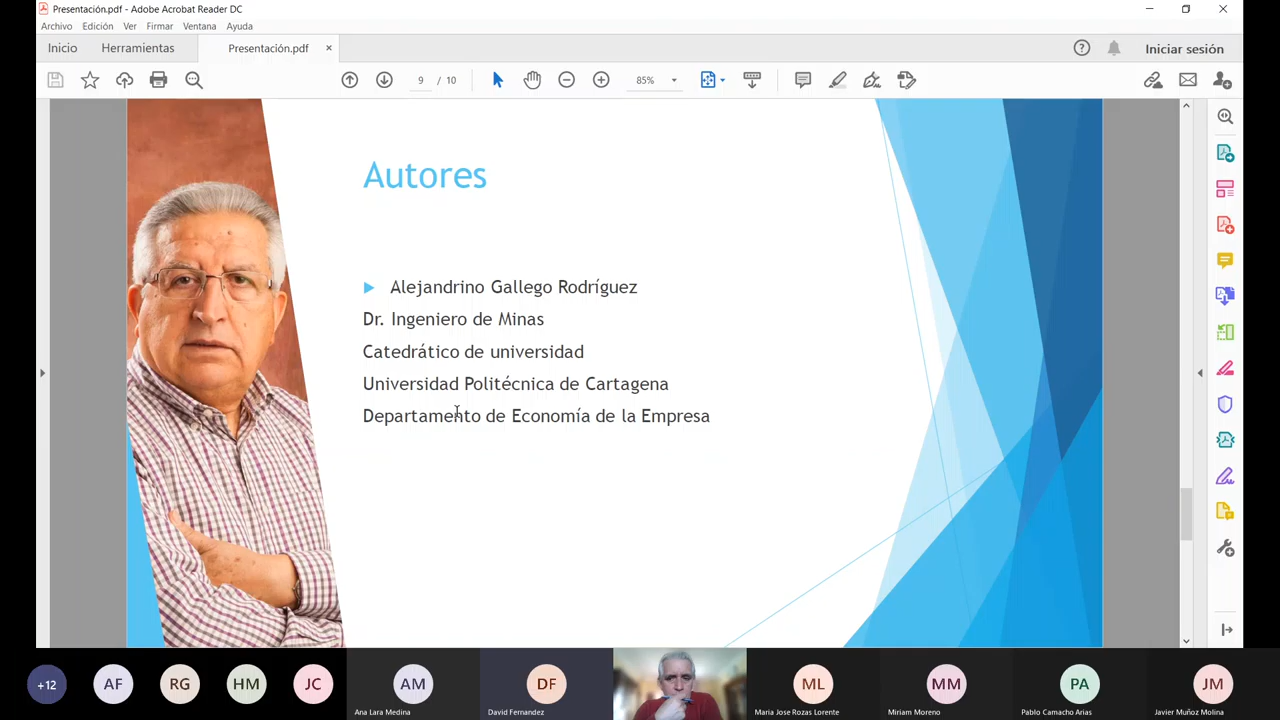 Presentación.pdf - Adobe Acrobat Reader DC
Archivo Edición Ver Firmar Ventana Ayuda
Inicio Herramientas Presentación.pdf × Iniciar sesión
9 / 10 85%
Autores
Alejandrino Gallego Rodríguez
Dr. Ingeniero de Minas
Catedrático de universidad
Universidad Politécnica de Cartagena
Departamento de Economía de la Empresa
+12 AF RG HM JC AM DF ML MM PA JM
Ana Lara Medina David Fernandez Maria Jose Rozas Lorente Miriam Moreno Pablo Camacho Arias Javier Muñoz Molina